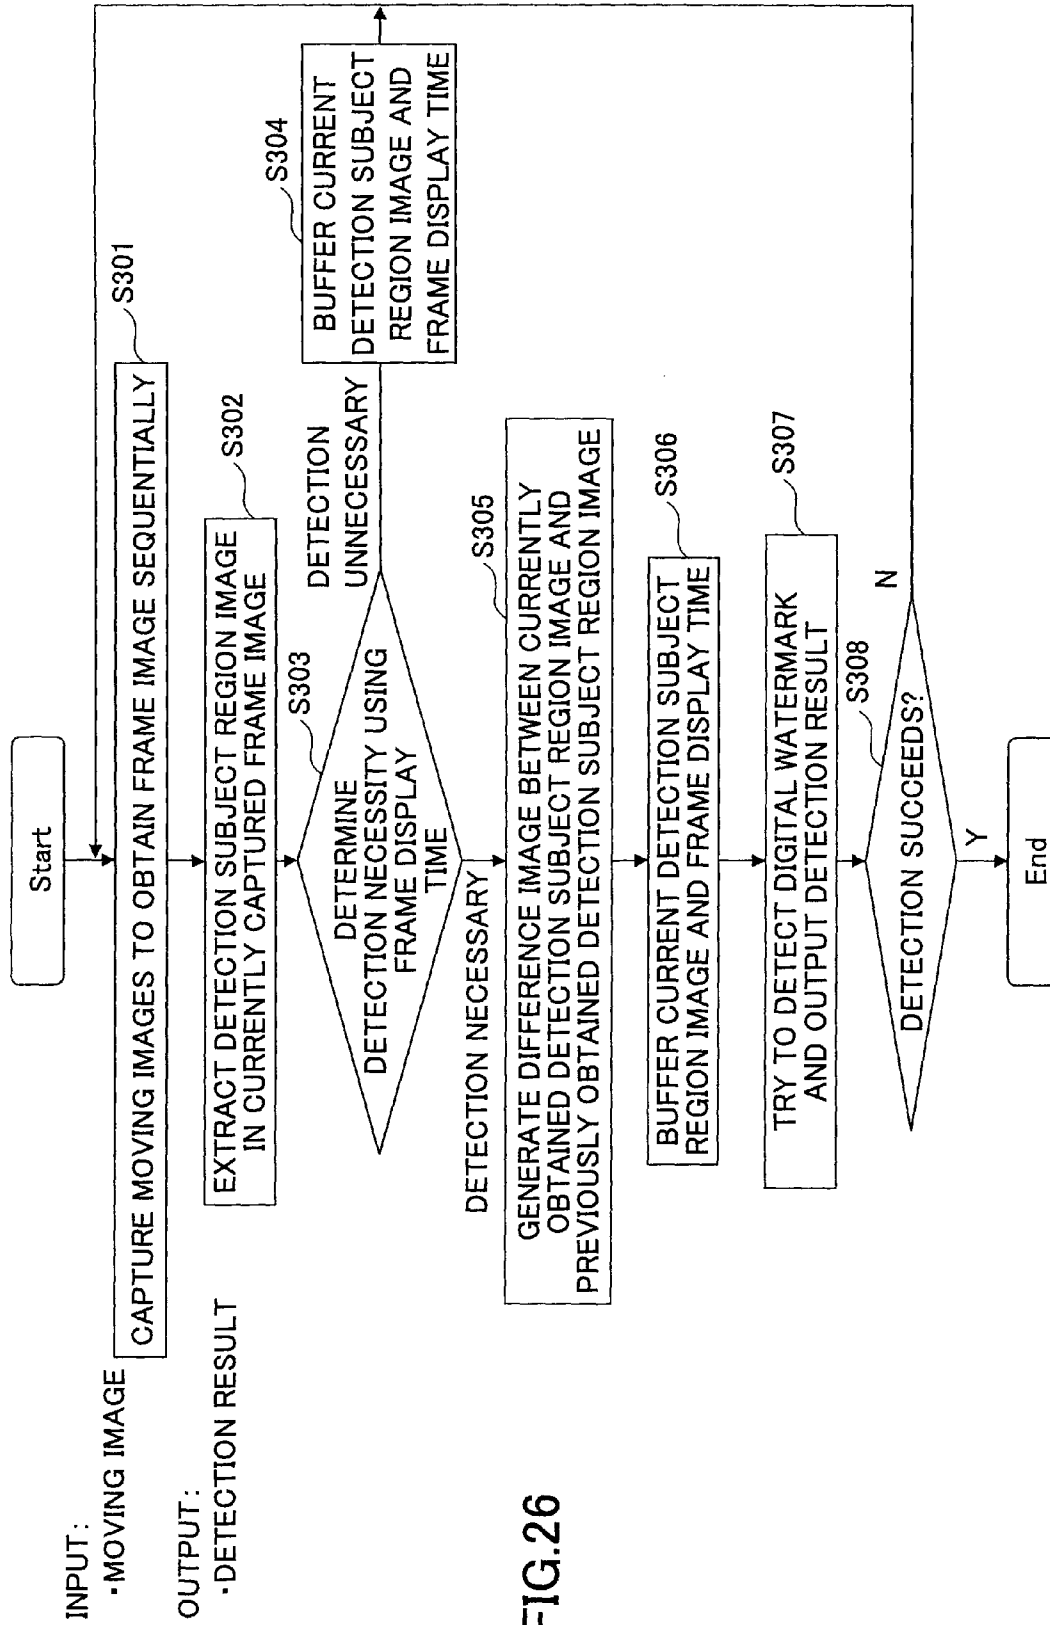 INPUT:
・MOVING IMAGE
OUTPUT:
・DETECTION RESULT
Start
CAPTURE MOVING IMAGES TO OBTAIN FRAME IMAGE SEQUENTIALLY
S301
EXTRACT DETECTION SUBJECT REGION IMAGE
IN CURRENTLY CAPTURED FRAME IMAGE
S302
DETERMINE
DETECTION NECESSITY USING
FRAME DISPLAY
TIME
S303
DETECTION
UNNECESSARY
BUFFER CURRENT
DETECTION SUBJECT
REGION IMAGE AND
FRAME DISPLAY TIME
S304
DETECTION NECESSARY
GENERATE DIFFERENCE IMAGE BETWEEN CURRENTLY
OBTAINED DETECTION SUBJECT REGION IMAGE AND
PREVIOUSLY OBTAINED DETECTION SUBJECT REGION IMAGE
S305
BUFFER CURRENT DETECTION SUBJECT
REGION IMAGE AND FRAME DISPLAY TIME
S306
TRY TO DETECT DIGITAL WATERMARK
AND OUTPUT DETECTION RESULT
S307
DETECTION SUCCEEDS?
S308
N
Y
End
FIG.26